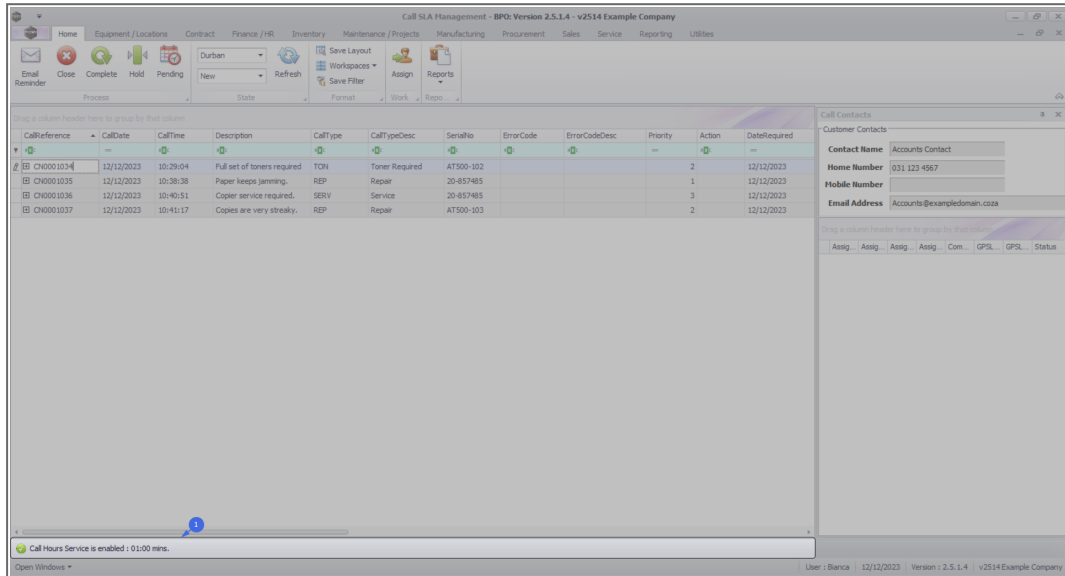 Call SLA Management - BPO: Version 2.5.1.4 - v2514 Example Company
Home Equipment / Locations Contract Finance / HR Inventory Maintenance / Projects Manufacturing Procurement Sales Service Reporting Utilities
Email Reminder Close Complete Hold Pending
Process
Durban
New
Refresh
State
Save Layout
Workspaces
Save Filter
Format
Assign
Work
Reports
Repo...
Drag a column header here to group by that column
CallReference CallDate CallTime Description CallType CallTypeDesc SerialNo ErrorCode ErrorCodeDesc Priority Action DateRequired
CN0001034 12/12/2023 10:29:04 Full set of toners required TON Toner Required AT500-102 2 12/12/2023
CN0001035 12/12/2023 10:38:38 Paper keeps jamming. REP Repair 20-857485 1 12/12/2023
CN0001036 12/12/2023 10:40:51 Copier service required. SERV Service 20-857485 3 12/12/2023
CN0001037 12/12/2023 10:41:17 Copies are very streaky. REP Repair AT500-103 2 12/12/2023
Call Contacts
Customer Contacts
Contact Name Accounts Contact
Home Number 031 123 4567
Mobile Number
Email Address Accounts@exampledomain.coza
Drag a column header here to group by that column
Assig... Assig... Assig... Assig... Com... GPSL... GPSL... Status
1
Call Hours Service is enabled : 01:00 mins.
Open Windows
User : Bianca 12/12/2023 Version : 2.5.1.4 v2514 Example Company